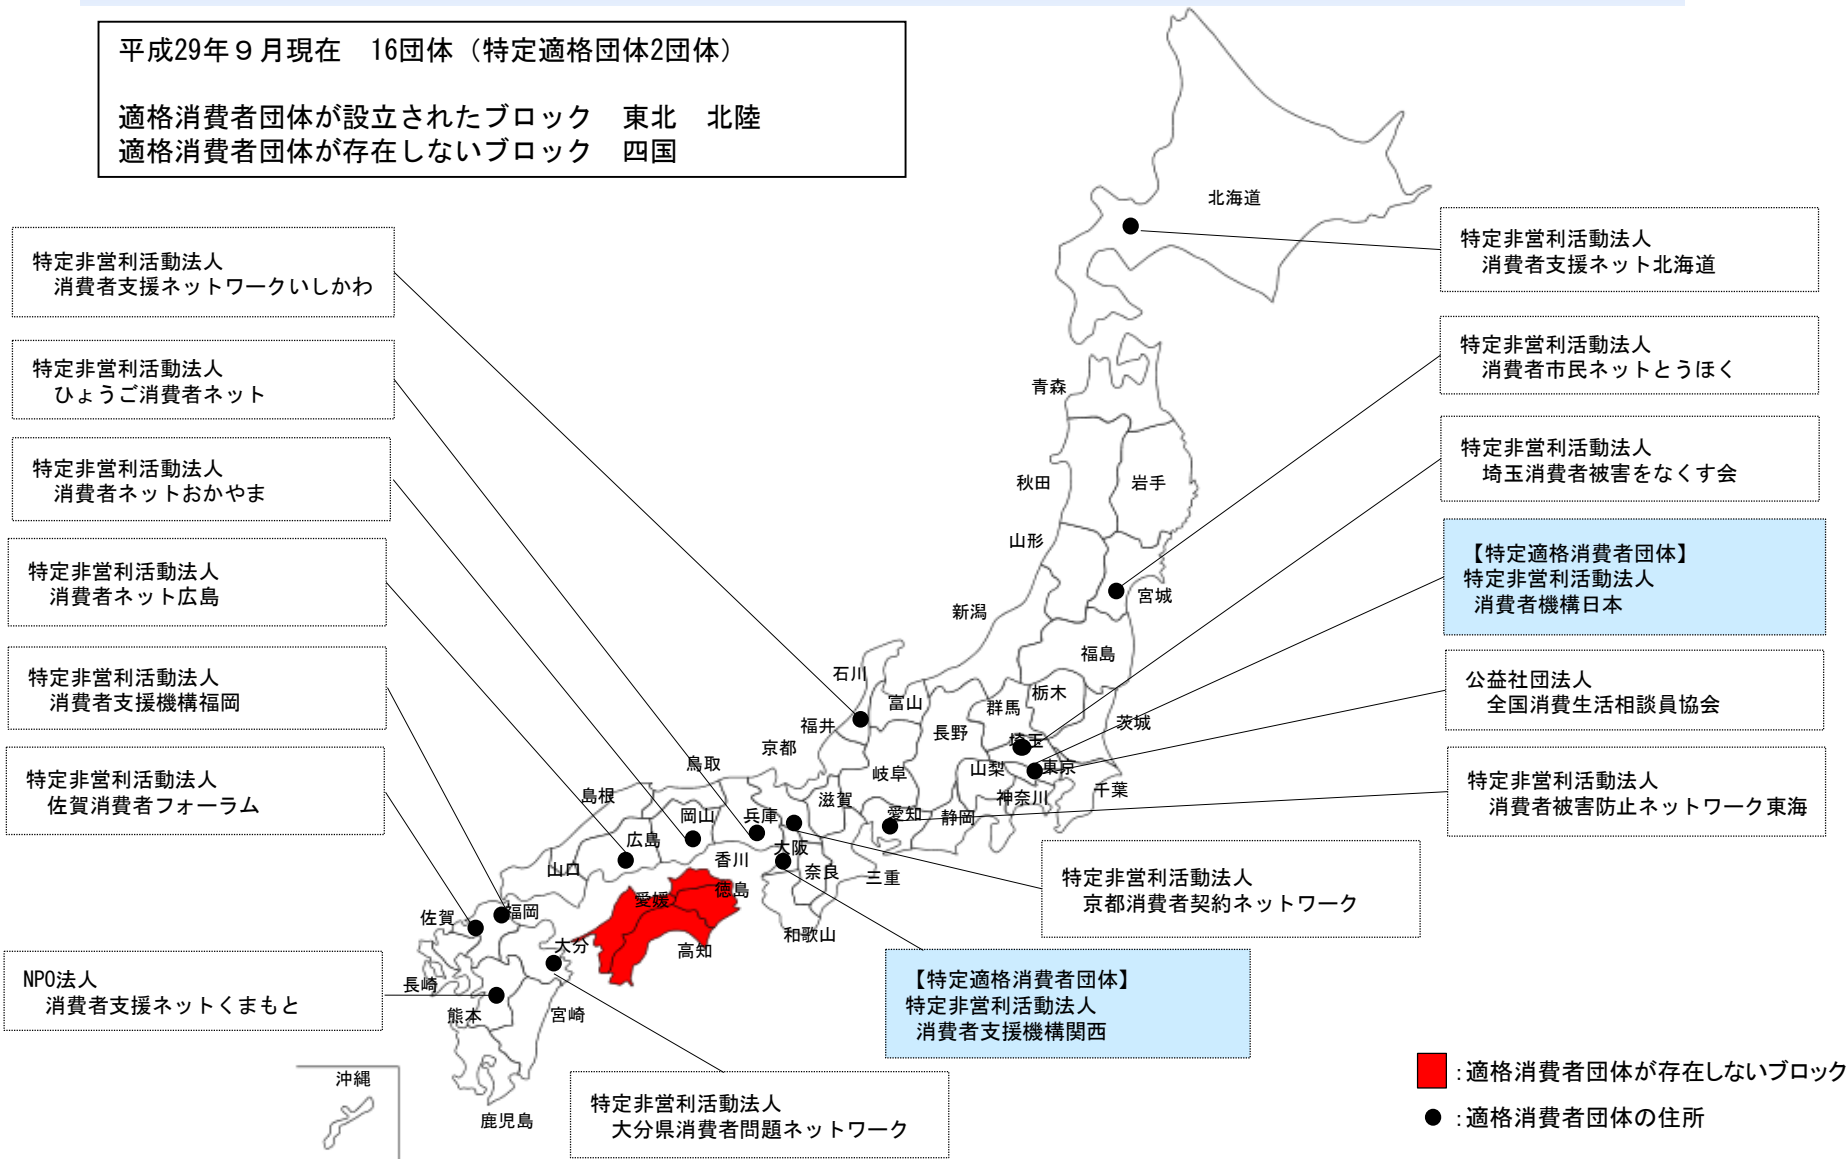 平成29年９月現在　16団体（特定適格団体2団体）
適格消費者団体が設立されたブロック　東北　北陸
適格消費者団体が存在しないブロック　四国
特定非営利活動法人
消費者支援ネットワークいしかわ
特定非営利活動法人
ひょうご消費者ネット
特定非営利活動法人
消費者ネットおかやま
特定非営利活動法人
消費者ネット広島
特定非営利活動法人
消費者支援機構福岡
特定非営利活動法人
佐賀消費者フォーラム
NPO法人
消費者支援ネットくまもと
特定非営利活動法人
消費者支援ネット北海道
特定非営利活動法人
消費者市民ネットとうほく
特定非営利活動法人
埼玉消費者被害をなくす会
【特定適格消費者団体】
特定非営利活動法人
消費者機構日本
公益社団法人
全国消費生活相談員協会
特定非営利活動法人
消費者被害防止ネットワーク東海
特定非営利活動法人
京都消費者契約ネットワーク
【特定適格消費者団体】
特定非営利活動法人
消費者支援機構関西
特定非営利活動法人
大分県消費者問題ネットワーク
北海道
青森
秋田
岩手
山形
宮城
新潟
福島
石川
富山
群馬
栃木
福井
長野
茨城
京都
埼玉
鳥取
岐阜
山梨
東京
島根
滋賀
神奈川
千葉
岡山
兵庫
愛知
静岡
広島
大阪
香川
山口
奈良
三重
徳島
愛媛
福岡
佐賀
和歌山
大分
高知
長崎
熊本
宮崎
沖縄
鹿児島
：適格消費者団体が存在しないブロック
：適格消費者団体の住所